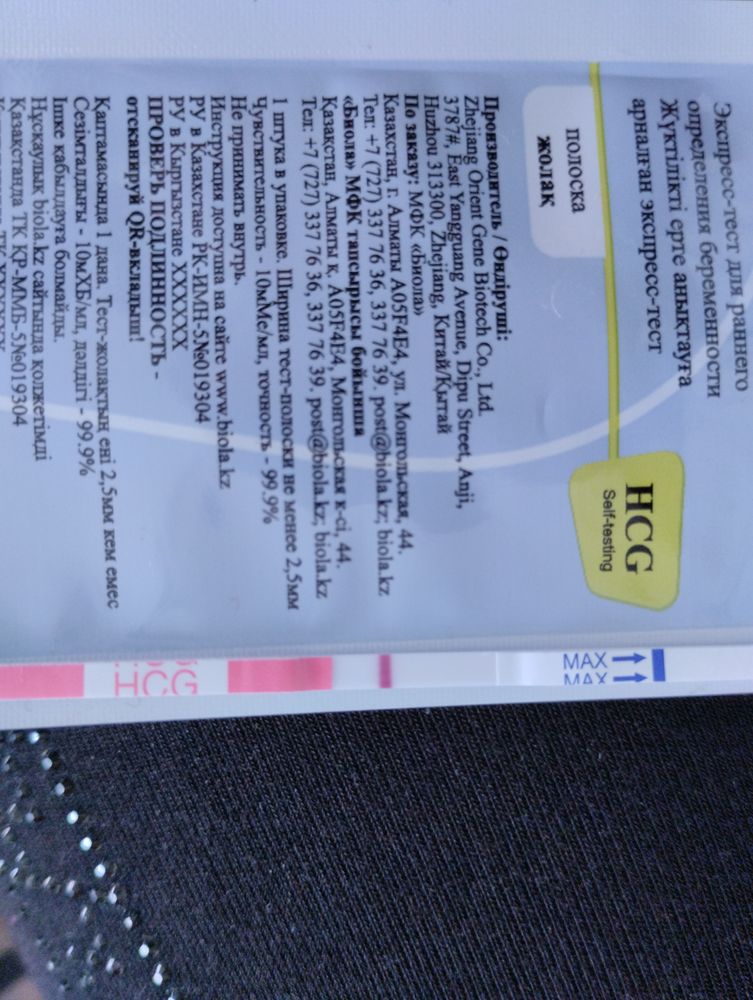 Экспресс-тест для раннего
определения беременности
Жүктілікті ерте анықтауға
арналған экспресс-тест
полоска
жолақ
HCG
Self-testing
Производитель / Өндіруші:
Zhejiang Orient Gene Biotech Co., Ltd.
3787#, East Yangguang Avenue, Dipu Street, Anji,
Huzhou 313300, Zhejiang, Китай/Қытай
По заказу: МФК «Биола»
Казахстан, г. Алматы A05F4E4, ул. Монгольская, 44.
Тел: +7 (727) 337 76 36, 337 76 39. post@biola.kz; biola.kz
«Биола» МФК тапсырысы бойынша
Қазақстан, Алматы қ, A05F4E4, Монгольская к-сі, 44.
Тел: +7 (727) 337 76 36, 337 76 39. post@biola.kz; biola.kz
1 штука в упаковке. Ширина тест-полоски не менее 2,5мм
Чувствительность - 10мМе/мл, точность - 99.9%
Не принимать внутрь.
Инструкция доступна на сайте www.biola.kz
РУ в Казахстане РК-ИМН-5№019304
РУ в Кыргызстане XXXXXX
ПРОВЕРЬ ПОДЛИННОСТЬ -
отсканируй QR-вкладыш!
Қаптамасында 1 дана. Тест-жолақтың ені 2,5мм кем емес
Сезімталдығы - 10мХБ/мл, дәлдігі - 99.9%
Ішке қабылдауға болмайды.
Нұсқаулық biola.kz сайтында қолжетімді
Қазақстанда ТК ҚР-ММБ-5№019304
MAX
MAX
HCG
HCG